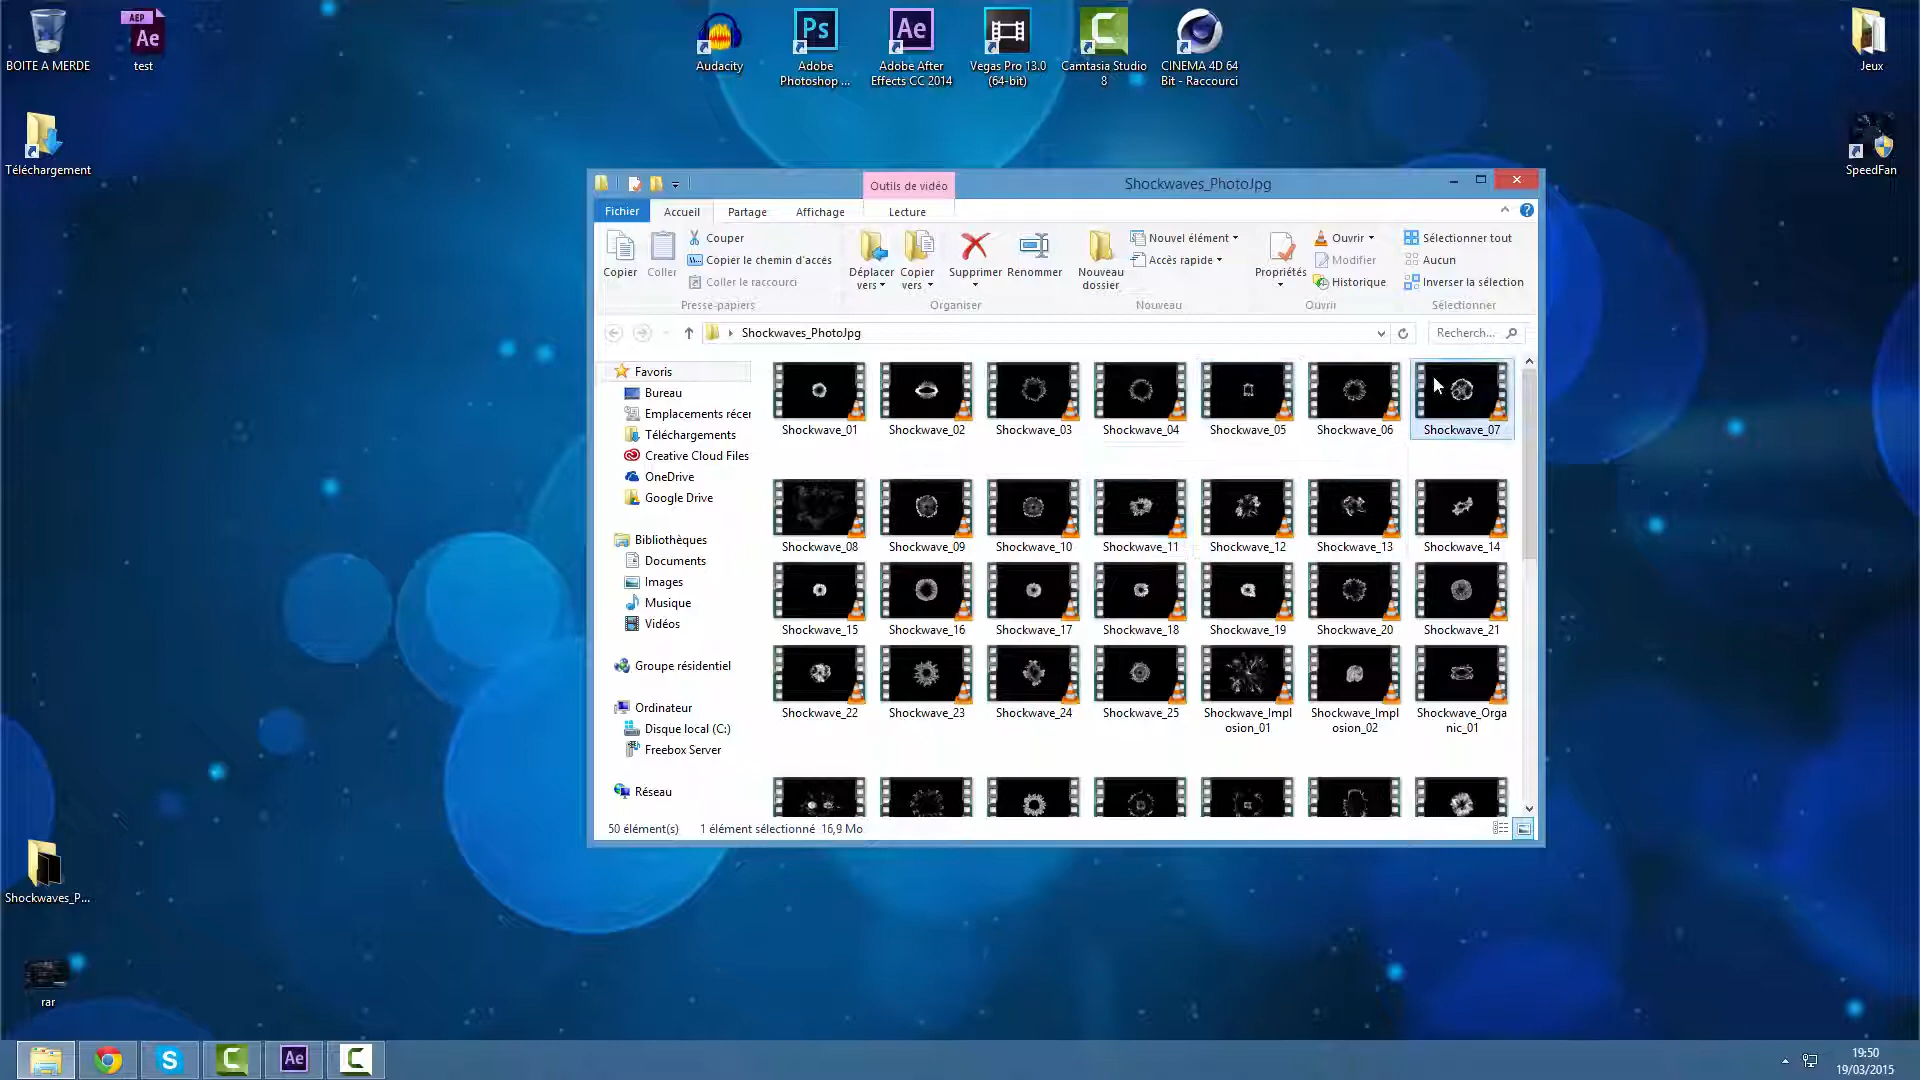 BOITE A MERDE
AEP
Ae
test
Téléchargement
Shockwaves_P...
rar
Audacity
Ps
Adobe
Photoshop ...
Ae
Adobe After
Effects CC 2014
Vegas Pro 13.0
(64-bit)
Camtasia Studio
8
CINEMA 4D 64
Bit - Raccourci
Jeux
SpeedFan
Outils de vidéo
Shockwaves_PhotoJpg
Fichier
Accueil
Partage
Affichage
Lecture
Copier
Coller
Couper
Copier le chemin d'accès
Coller le raccourci
Presse-papiers
Déplacer
vers
Copier
vers
Supprimer
Renommer
Organiser
Nouveau
dossier
Nouvel élément
Accès rapide
Nouveau
Propriétés
Ouvrir
Modifier
Historique
Ouvrir
Sélectionner tout
Aucun
Inverser la sélection
Sélectionner
Shockwaves_PhotoJpg
Recherch...
Favoris
Bureau
Emplacements récer
Téléchargements
Creative Cloud Files
OneDrive
Google Drive
Bibliothèques
Documents
Images
Musique
Vidéos
Groupe résidentiel
Ordinateur
Disque local (C:)
Freebox Server
Réseau
Shockwave_01
Shockwave_02
Shockwave_03
Shockwave_04
Shockwave_05
Shockwave_06
Shockwave_07
Shockwave_08
Shockwave_09
Shockwave_10
Shockwave_11
Shockwave_12
Shockwave_13
Shockwave_14
Shockwave_15
Shockwave_16
Shockwave_17
Shockwave_18
Shockwave_19
Shockwave_20
Shockwave_21
Shockwave_22
Shockwave_23
Shockwave_24
Shockwave_25
Shockwave_Impl
osion_01
Shockwave_Impl
osion_02
Shockwave_Orga
nic_01
50 élément(s)
1 élément sélectionné 16,9 Mo
Ae
19:50
19/03/2015